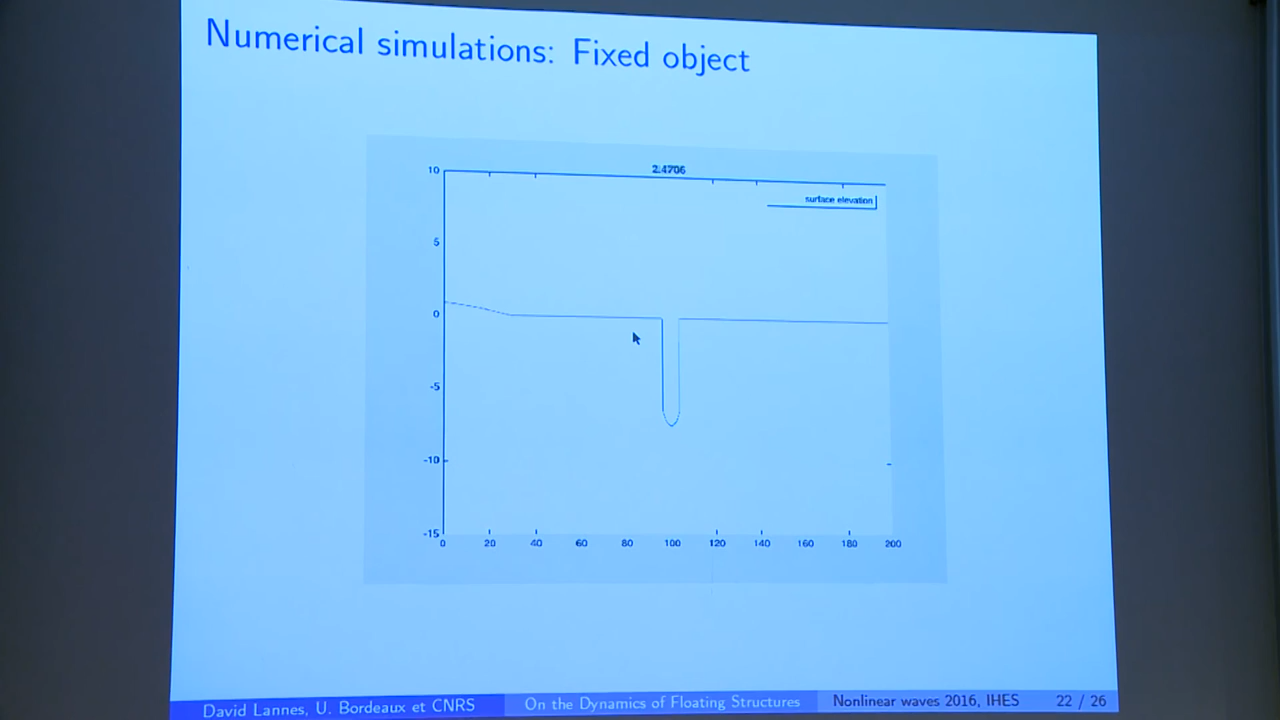 Numerical simulations: Fixed object
2.4706
surface elevation
10
5
0
-5
-10
-15
0 20 40 60 80 100 120 140 160 180 200
David Lannes, U. Bordeaux et CNRS
On the Dynamics of Floating Structures
Nonlinear waves 2016, IHES
22 / 26